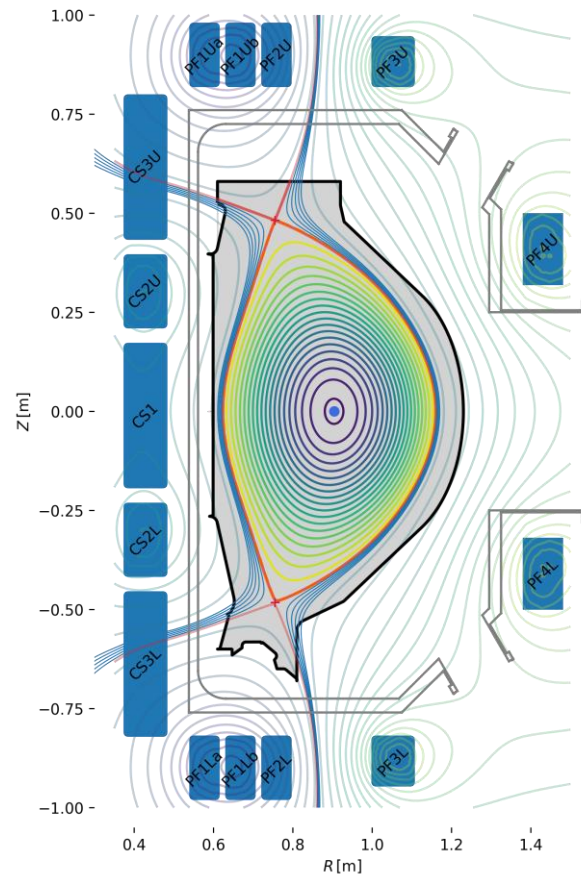 1.00
0.75
0.50
0.25
0.00
−0.25
−0.50
−0.75
−1.00
Z [m]
PF1Ua
PF1Ub
PF2U
PF3U
CS3U
PF4U
CS2U
CS1
CS2L
PF4L
CS3L
PF1La
PF1Lb
PF2L
PF3L
0.4
0.6
0.8
1.0
1.2
1.4
R [m]